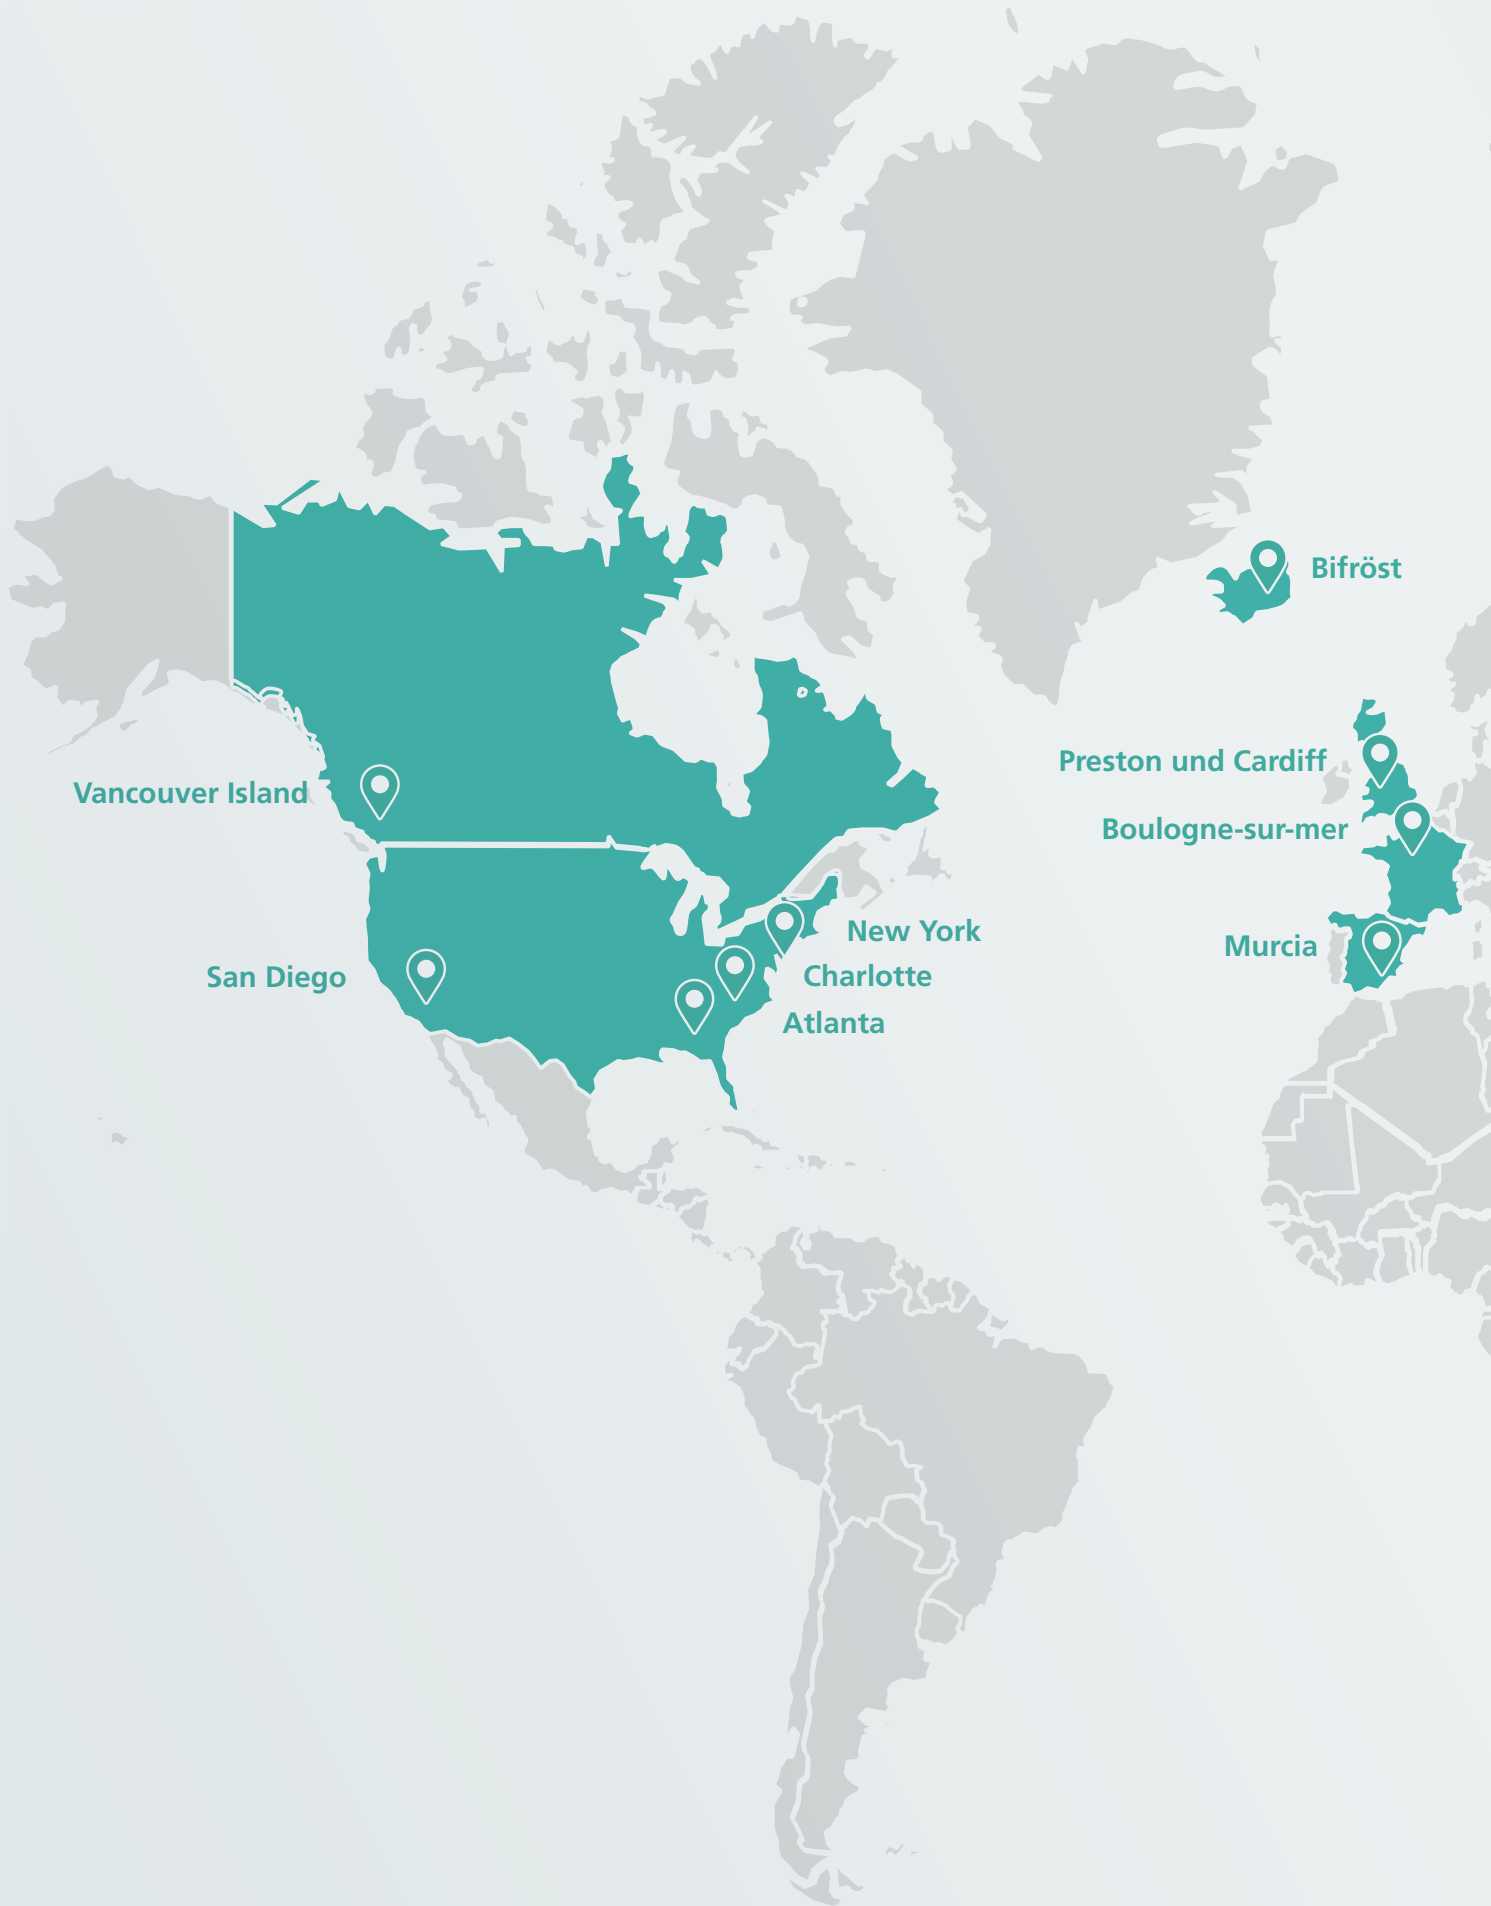 Bifröst
Preston und Cardiff
Vancouver Island
Boulogne-sur-mer
New York
Murcia
San Diego
Charlotte
Atlanta